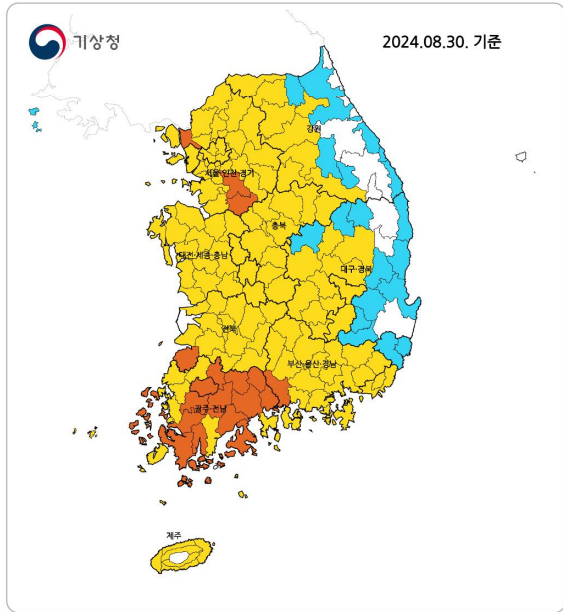 기상청
2024.08.30. 기준
강원
서울·인천·경기
충북
대전·세종·충남
대구·경북
전북
부산·울산·경남
광주·전남
제주